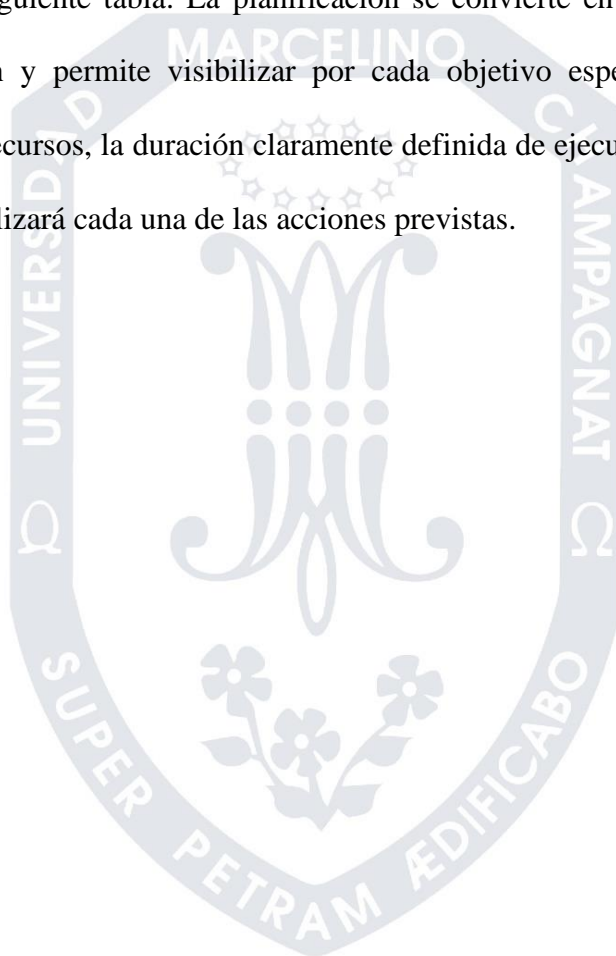 guiente tabla. La planificación se convierte en
y permite visibilizar por cada objetivo espe
ecursos, la duración claramente definida de ejecu
lizará cada una de las acciones previstas.
UNIVERSIDAD
MARCELINO
CHAMPAGNAT
SUPER PETRAM ÆDIFICABO